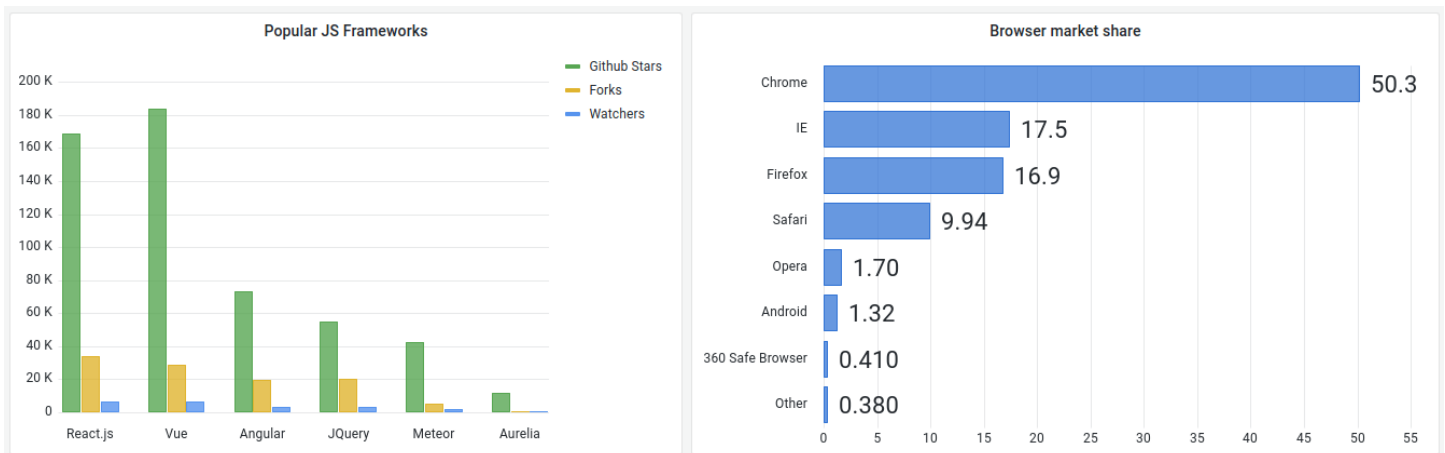 Popular JS Frameworks
Github Stars
Forks
Watchers
200 K
180 K
160 K
140 K
120 K
100 K
80 K
60 K
40 K
20 K
0
React.js Vue Angular JQuery Meteor Aurelia
Browser market share
Chrome 50.3
IE 17.5
Firefox 16.9
Safari 9.94
Opera 1.70
Android 1.32
360 Safe Browser 0.410
Other 0.380
0 5 10 15 20 25 30 35 40 45 50 55